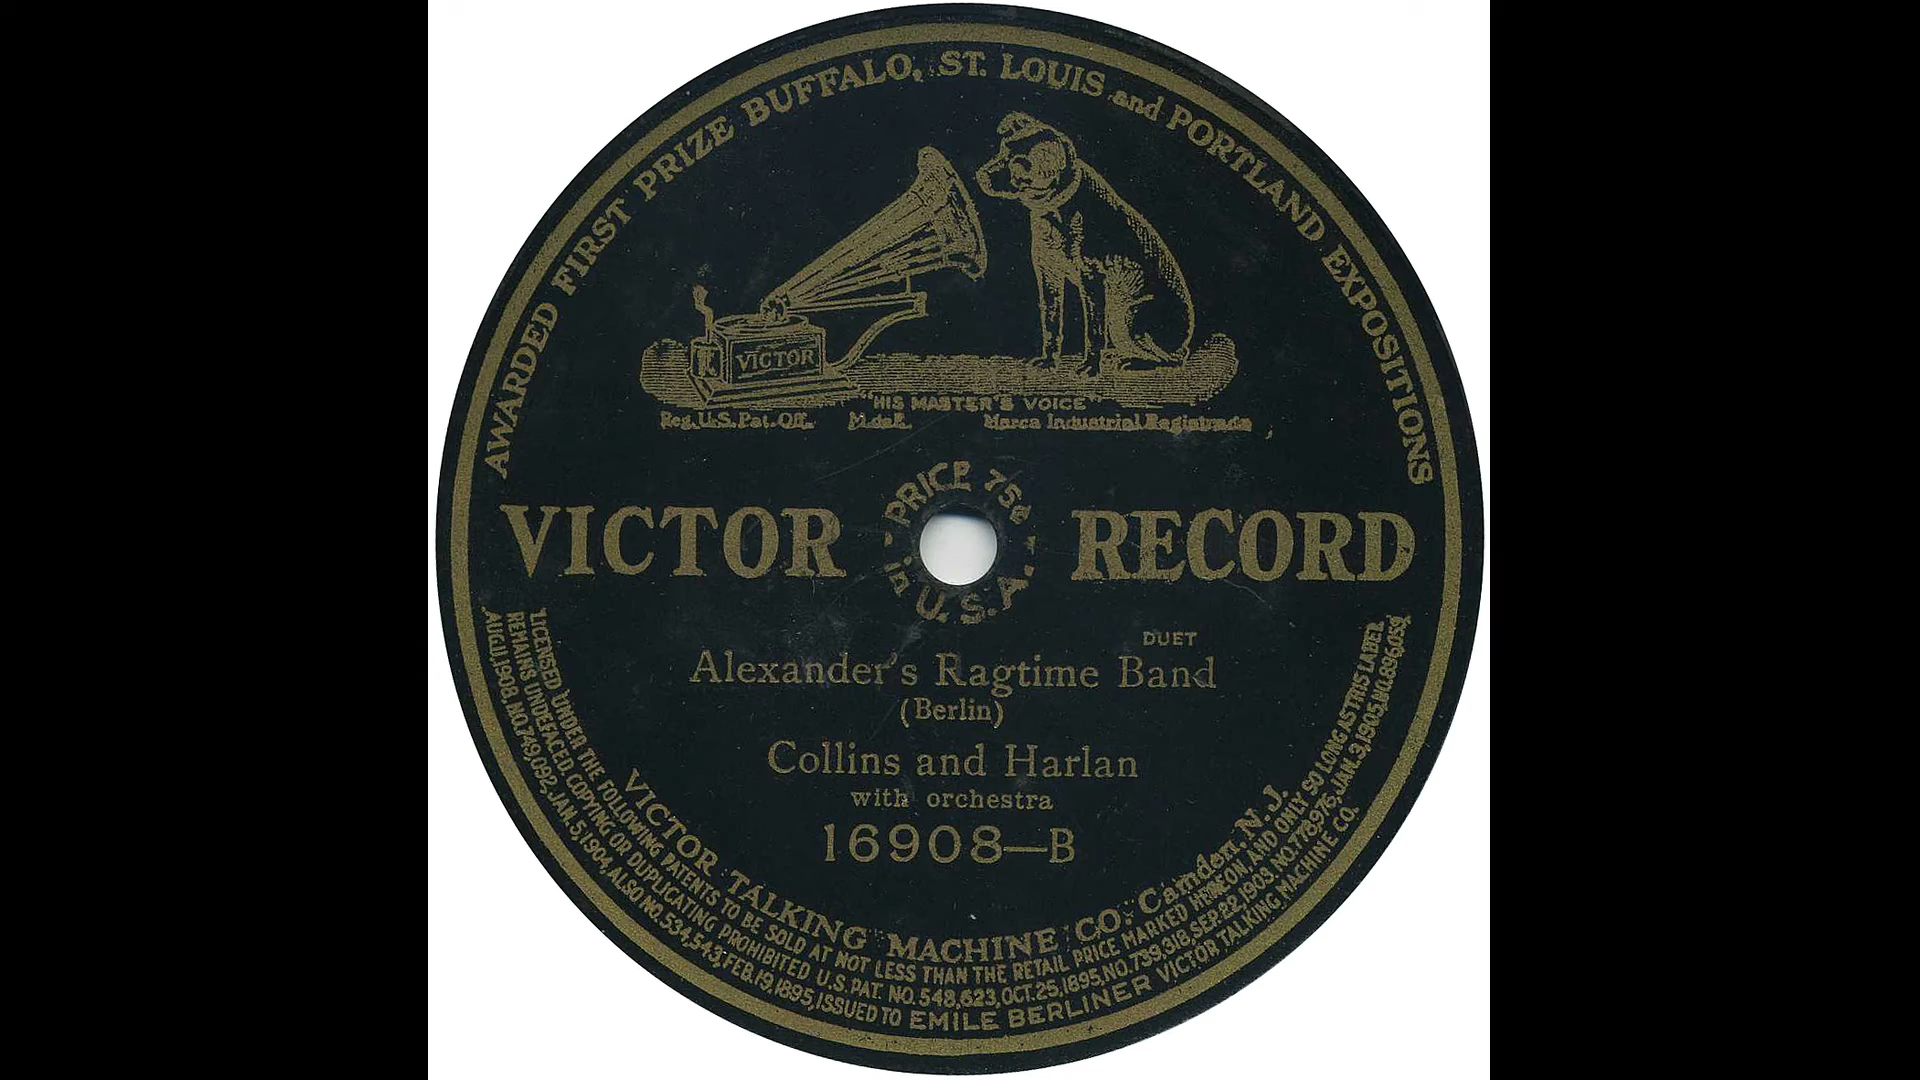 AWARDED FIRST PRIZE BUFFALO, ST. LOUIS and PORTLAND EXPOSITIONS
VICTOR
"HIS MASTER'S VOICE"
Reg. U.S. Pat. Off. M. de F. Marca Industrial Registrada
PRICE 75¢
in U.S.A.
VICTOR RECORD
DUET
Alexander's Ragtime Band
(Berlin)
Collins and Harlan
with orchestra
16908—B
VICTOR TALKING MACHINE CO. Camden, N.J.
LICENSED UNDER THE FOLLOWING PATENTS TO BE SOLD AT NOT LESS THAN THE RETAIL PRICE MARKED HEREON AND ONLY SO LONG AS THIS LABEL
REMAINS UNDEFACED. COPYING OR DUPLICATING PROHIBITED U.S. PAT. NO. 548,623, OCT. 25, 1895, NO. 739,318, SEP. 22, 1903. NO. 778,976, JAN. 3, 1905. NO. 896,059,
AUG. 11, 1908. NO. 749,092, JAN. 5, 1904, ALSO NO. 534,543, FEB. 19, 1895, ISSUED TO EMILE BERLINER VICTOR TALKING MACHINE CO.